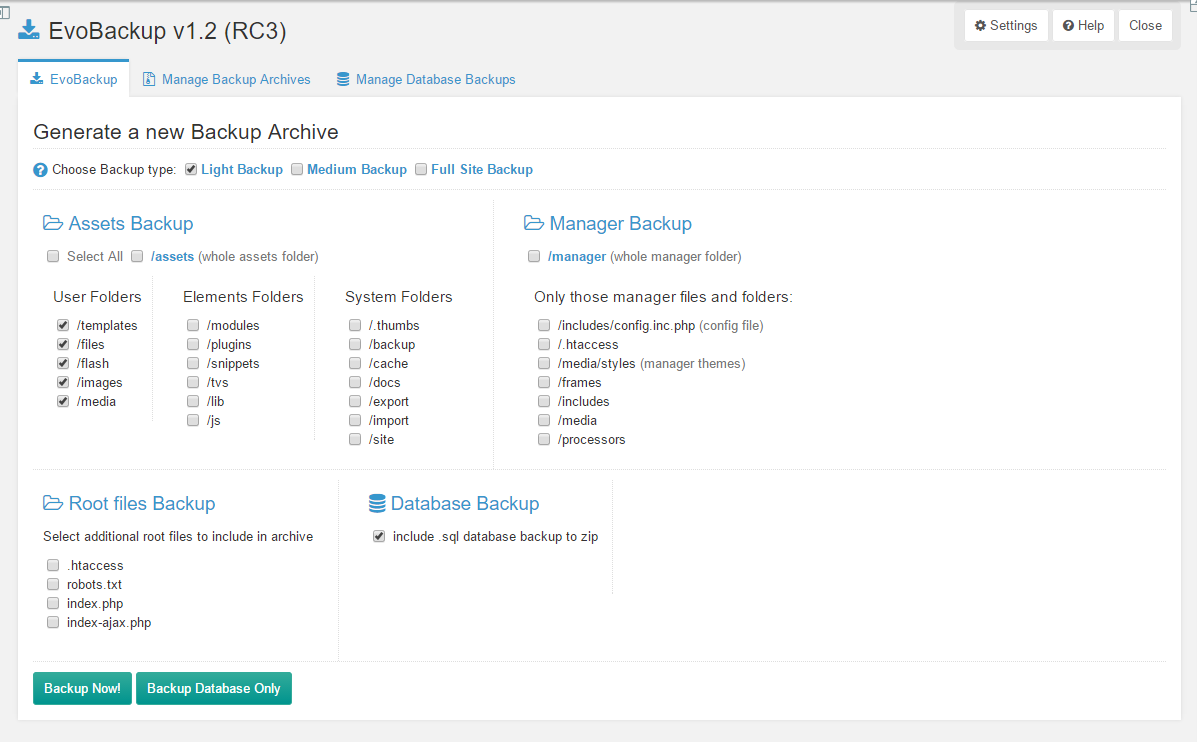 EvoBackup v1.2 (RC3)
Settings
Help
Close
EvoBackup
Manage Backup Archives
Manage Database Backups
Generate a new Backup Archive
Choose Backup type: Light Backup Medium Backup Full Site Backup
Assets Backup
Select All /assets (whole assets folder)
User Folders
/templates
/files
/flash
/images
/media
Elements Folders
/modules
/plugins
/snippets
/tvs
/lib
/js
System Folders
/.thumbs
/backup
/cache
/docs
/export
/import
/site
Manager Backup
/manager (whole manager folder)
Only those manager files and folders:
/includes/config.inc.php (config file)
/.htaccess
/media/styles (manager themes)
/frames
/includes
/media
/processors
Root files Backup
Select additional root files to include in archive
.htaccess
robots.txt
index.php
index-ajax.php
Database Backup
include .sql database backup to zip
Backup Now!
Backup Database Only